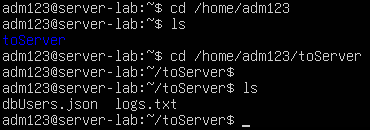 adm123@server-lab:~$ cd /home/adm123
adm123@server-lab:~$ ls
toServer
adm123@server-lab:~$ cd /home/adm123/toServer
adm123@server-lab:~/toServer$
adm123@server-lab:~/toServer$ ls
dbUsers.json  logs.txt
adm123@server-lab:~/toServer$ _